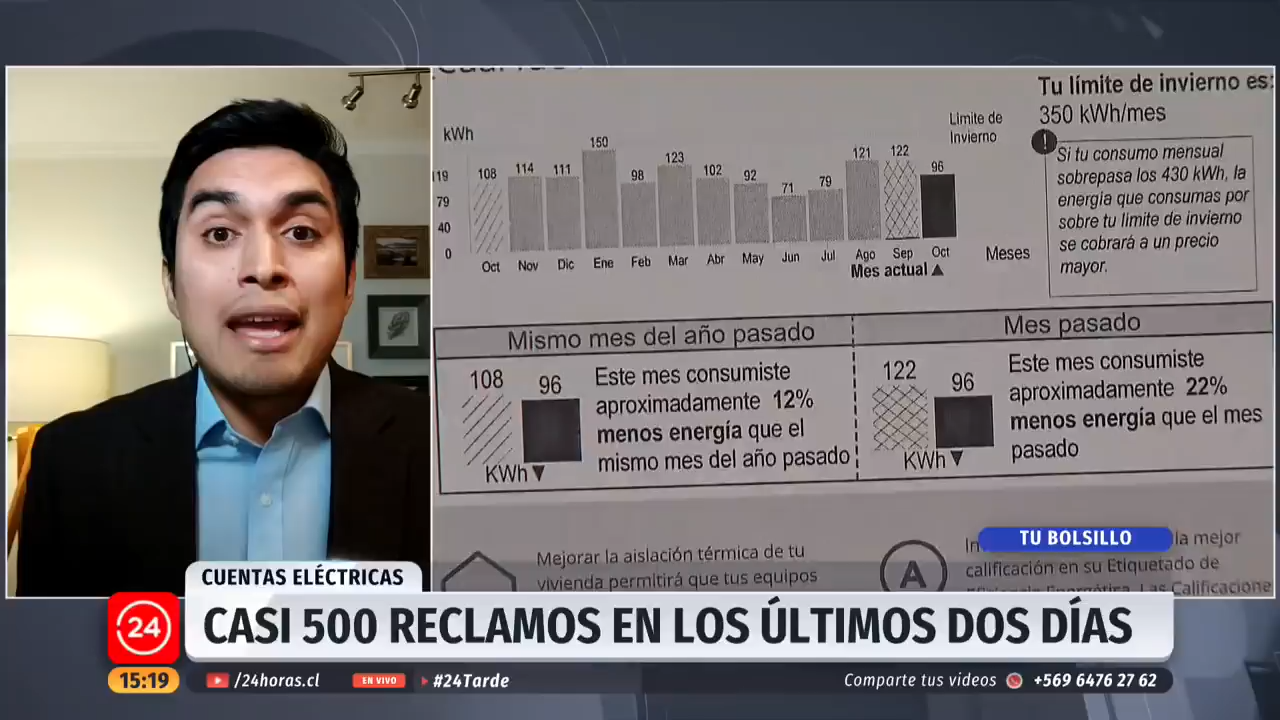 kWh
119
79
40
0
108
114
111
150
98
123
102
92
71
79
121
122
96
Oct
Nov
Dic
Ene
Feb
Mar
Abr
May
Jun
Jul
Ago
Sep
Oct
Meses
Mes actual
Límite de
Invierno
Tu límite de invierno es:
350 kWh/mes
!
Si tu consumo mensual
sobrepasa los 430 kWh, la
energía que consumas por
sobre tu límite de invierno
se cobrará a un precio
mayor.
Mismo mes del año pasado
108
96
KWh
Este mes consumiste
aproximadamente 12%
menos energía que el
mismo mes del año pasado
Mes pasado
122
96
KWh
Este mes consumiste
aproximadamente 22%
menos energía que el mes
pasado
Mejorar la aislación térmica de tu
vivienda permitirá que tus equipos
A
la mejor
calificación en su Etiquetado de
Eficiencia Energética. Las Calificacione
TU BOLSILLO
CUENTAS ELÉCTRICAS
24
CASI 500 RECLAMOS EN LOS ÚLTIMOS DOS DÍAS
15:19
/24horas.cl
EN VIVO
#24Tarde
Comparte tus videos
+569 6476 27 62